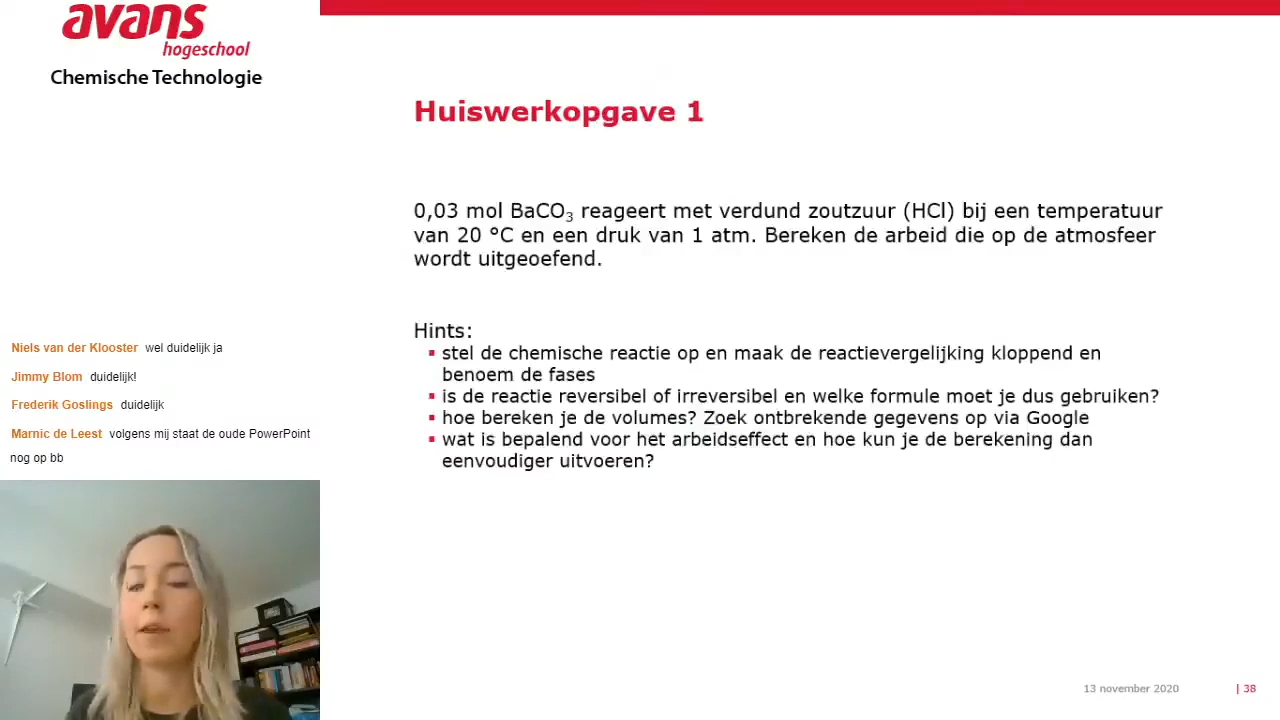 avans
hogeschool
Chemische Technologie
Huiswerkopgave 1
0,03 mol BaCO₃ reageert met verdund zoutzuur (HCl) bij een temperatuur
van 20 °C en een druk van 1 atm. Bereken de arbeid die op de atmosfeer
wordt uitgeoefend.
Hints:
▪ stel de chemische reactie op en maak de reactievergelijking kloppend en
benoem de fases
▪ is de reactie reversibel of irreversibel en welke formule moet je dus gebruiken?
▪ hoe bereken je de volumes? Zoek ontbrekende gegevens op via Google
▪ wat is bepalend voor het arbeidseffect en hoe kun je de berekening dan
eenvoudiger uitvoeren?
Niels van der Klooster wel duidelijk ja
Jimmy Blom duidelijk!
Frederik Goslings duidelijk
Marnic de Leest volgens mij staat de oude PowerPoint
nog op bb
13 november 2020 | 38